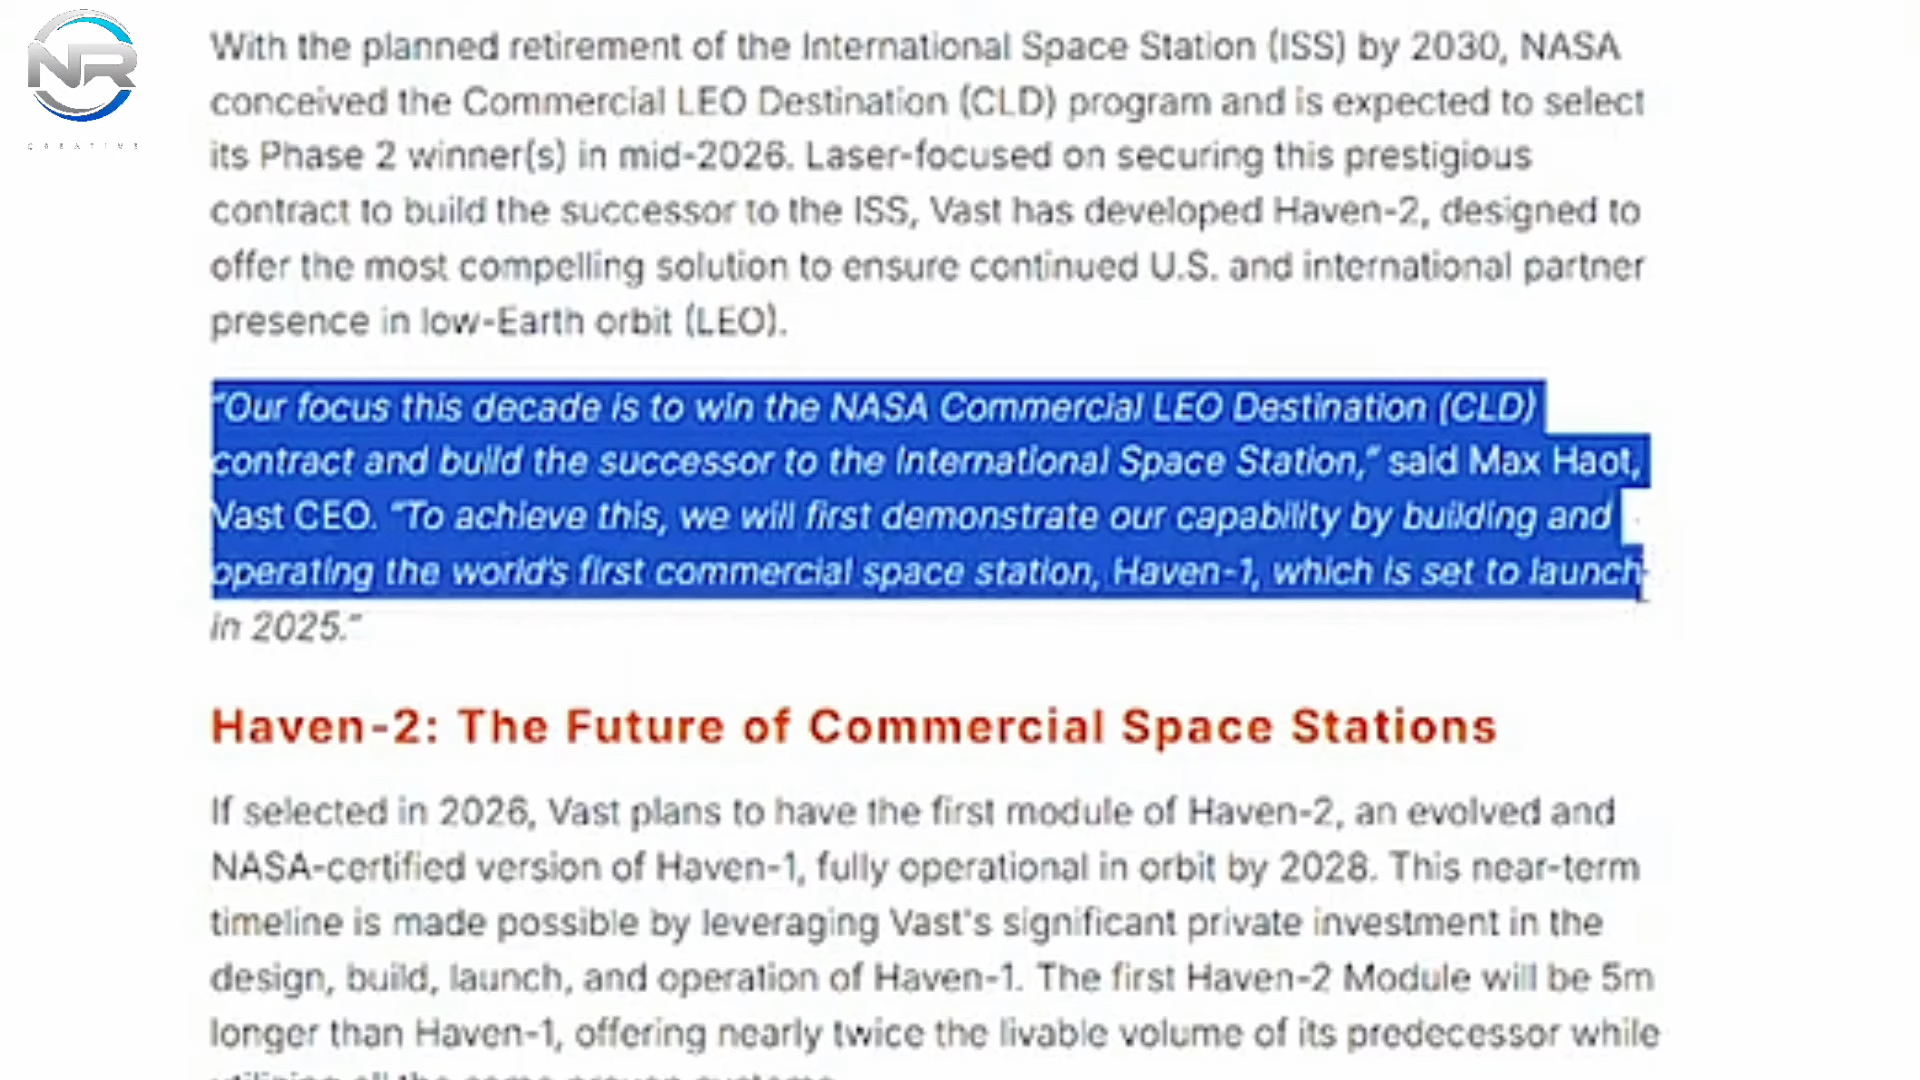 NR
CREATIVE
With the planned retirement of the International Space Station (ISS) by 2030, NASA
conceived the Commercial LEO Destination (CLD) program and is expected to select
its Phase 2 winner(s) in mid-2026. Laser-focused on securing this prestigious
contract to build the successor to the ISS, Vast has developed Haven-2, designed to
offer the most compelling solution to ensure continued U.S. and international partner
presence in low-Earth orbit (LEO).
“Our focus this decade is to win the NASA Commercial LEO Destination (CLD)
contract and build the successor to the International Space Station,” said Max Haot,
Vast CEO. “To achieve this, we will first demonstrate our capability by building and
operating the world’s first commercial space station, Haven-1, which is set to launch
in 2025.”
Haven-2: The Future of Commercial Space Stations
If selected in 2026, Vast plans to have the first module of Haven-2, an evolved and
NASA-certified version of Haven-1, fully operational in orbit by 2028. This near-term
timeline is made possible by leveraging Vast's significant private investment in the
design, build, launch, and operation of Haven-1. The first Haven-2 Module will be 5m
longer than Haven-1, offering nearly twice the livable volume of its predecessor while